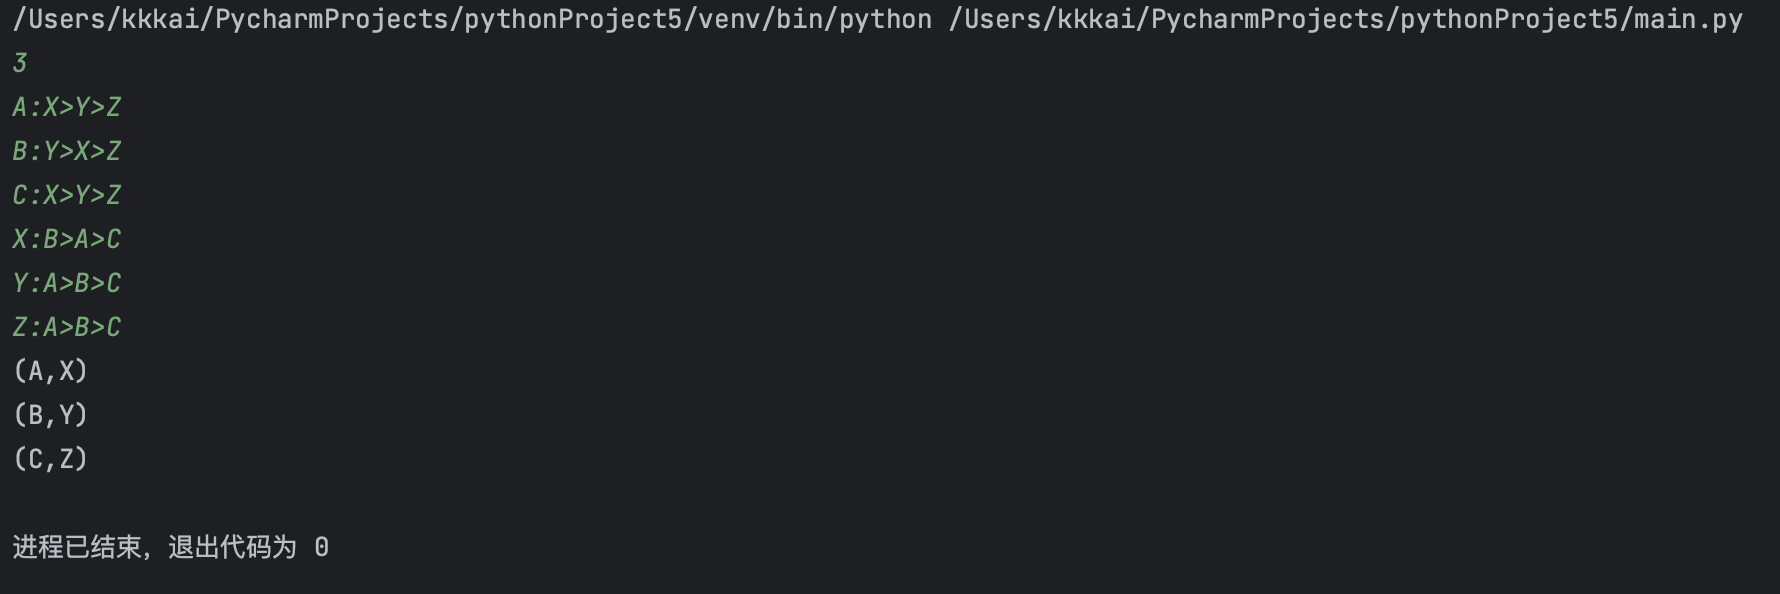 /Users/kkkai/PycharmProjects/pythonProject5/venv/bin/python /Users/kkkai/PycharmProjects/pythonProject5/main.py
3
A:X>Y>Z
B:Y>X>Z
C:X>Y>Z
X:B>A>C
Y:A>B>C
Z:A>B>C
(A,X)
(B,Y)
(C,Z)
进程已结束，退出代码为 0